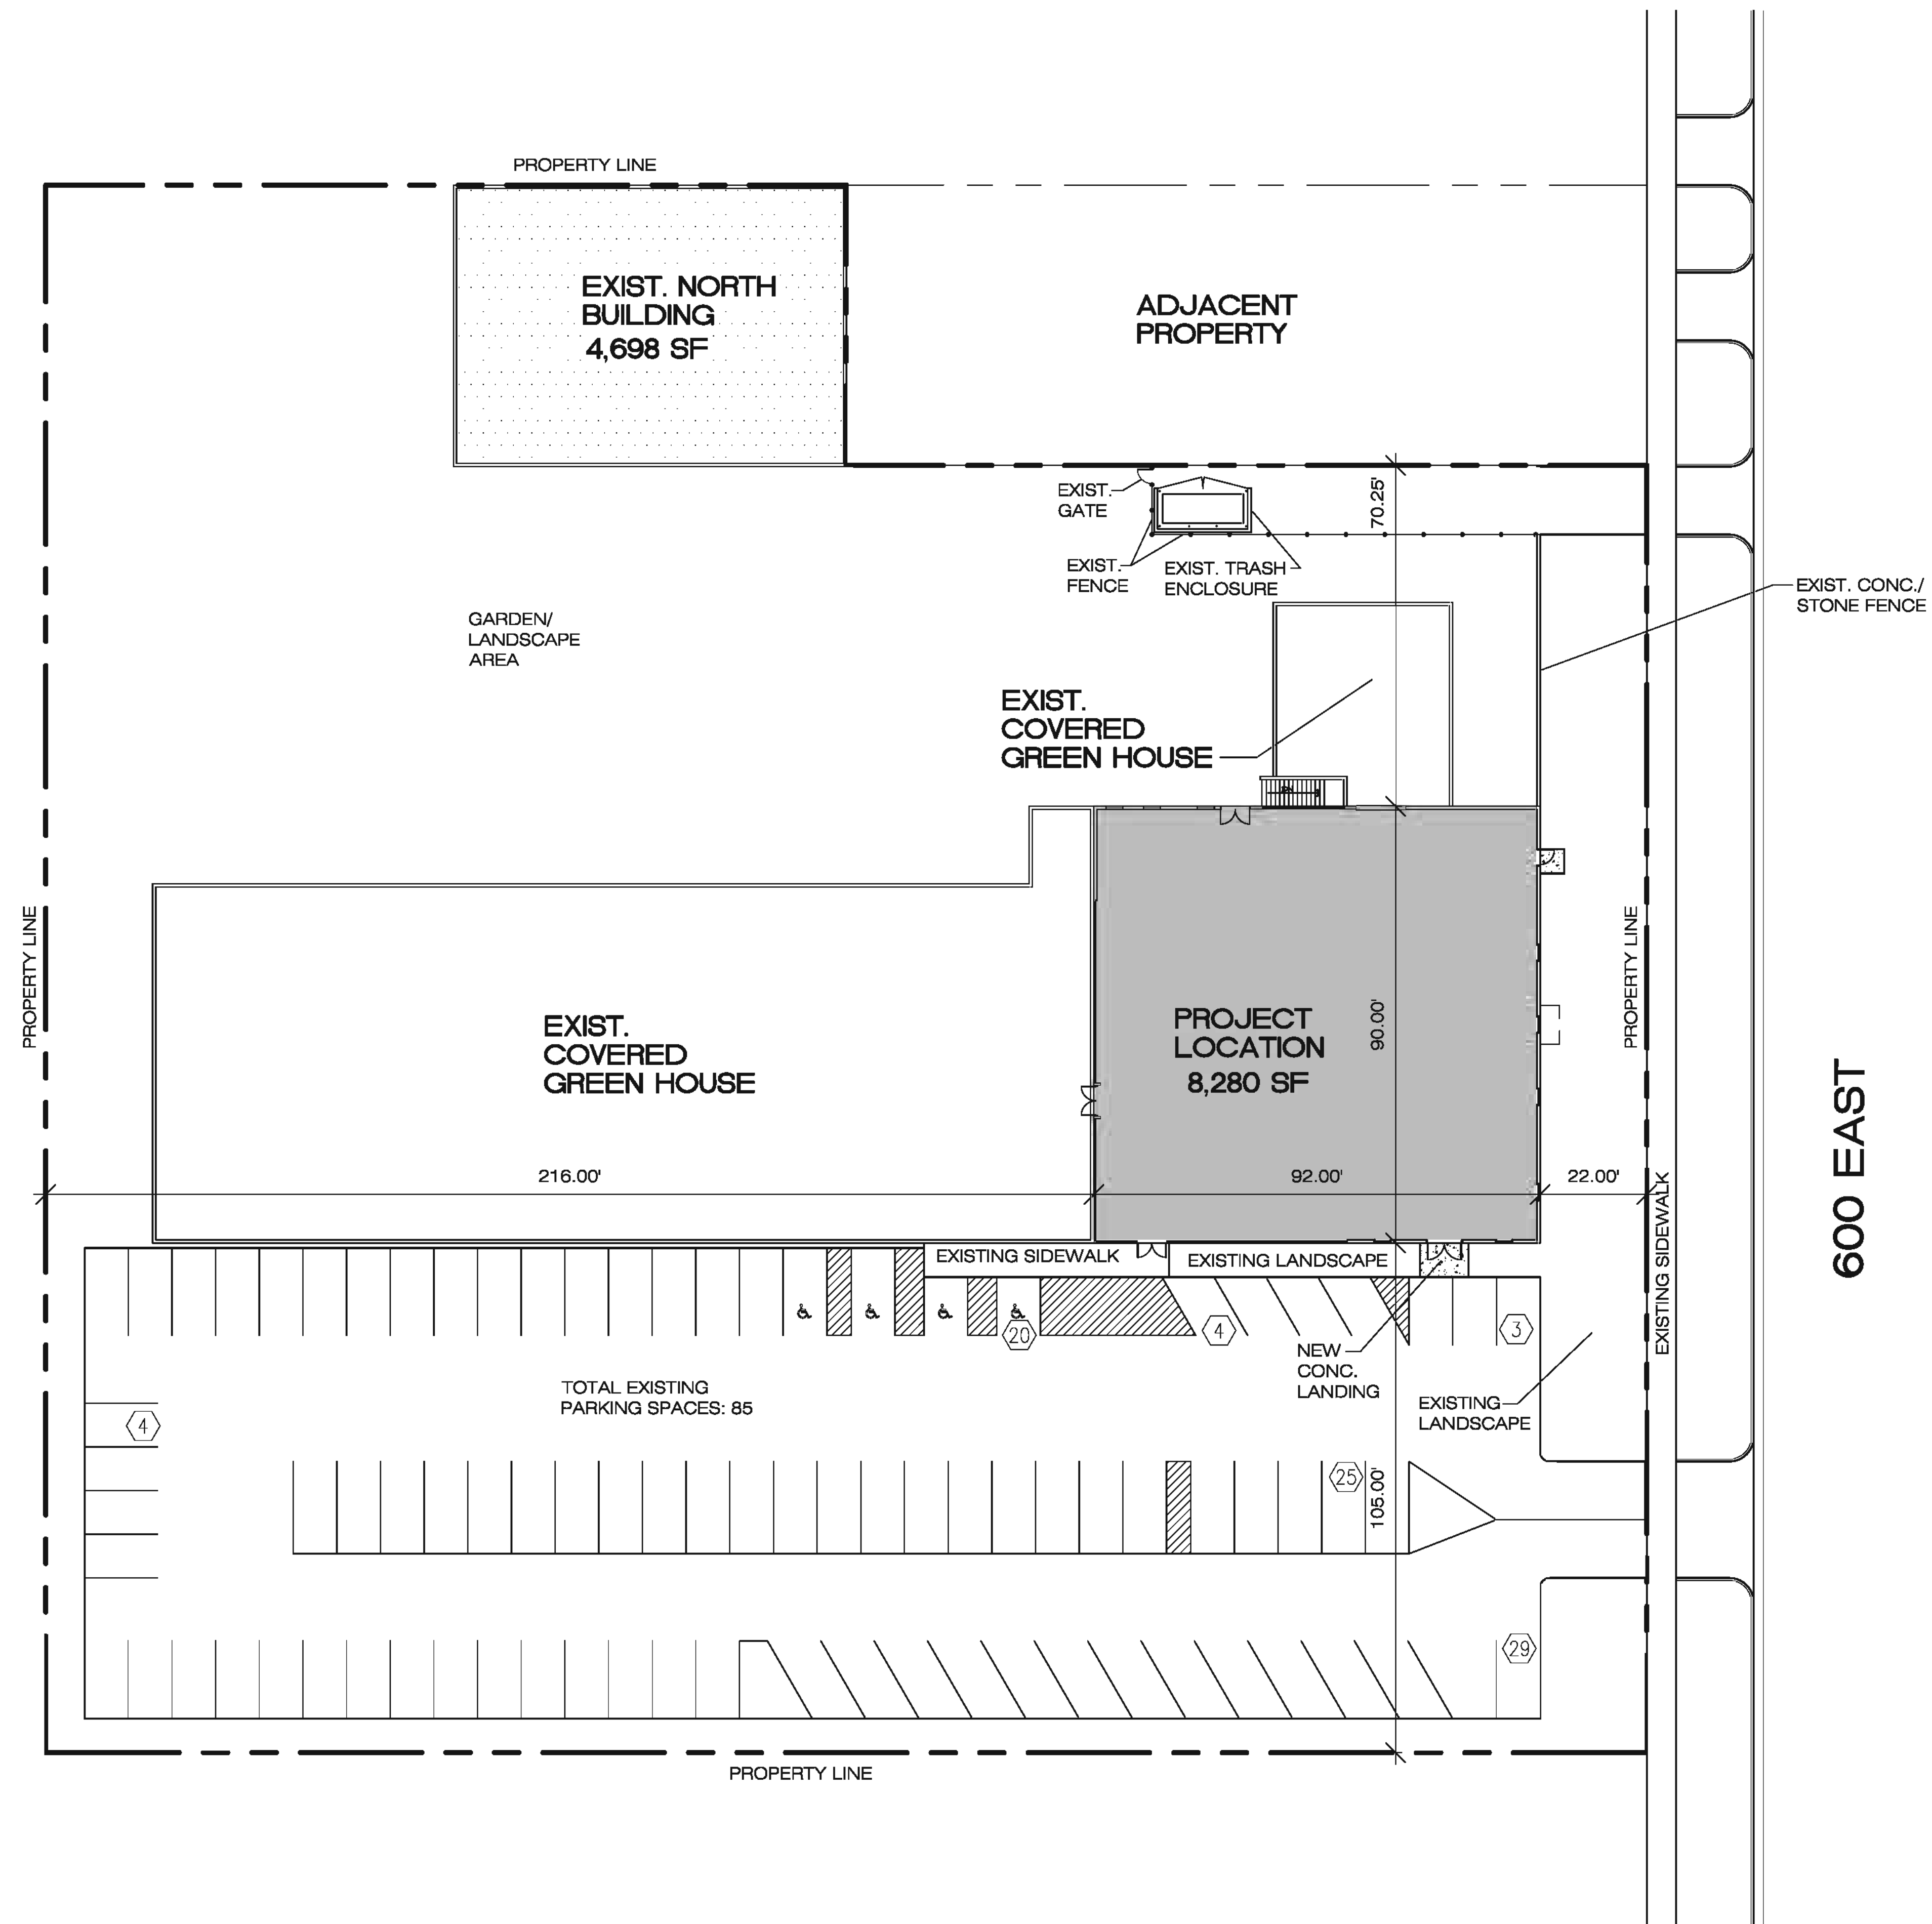 PROPERTY LINE
EXIST. NORTH
BUILDING
4,698 SF
ADJACENT
PROPERTY
EXIST.
GATE
70.25'
EXIST.
FENCE
EXIST. TRASH
ENCLOSURE
EXIST. CONC./
STONE FENCE
GARDEN/
LANDSCAPE
AREA
EXIST.
COVERED
GREEN HOUSE
PROPERTY LINE
PROPERTY LINE
EXIST.
COVERED
GREEN HOUSE
PROJECT
LOCATION
8,280 SF
90.00'
600 EAST
216.00'
92.00'
22.00'
EXISTING SIDEWALK
EXISTING SIDEWALK
EXISTING LANDSCAPE
20
4
3
NEW
CONC.
LANDING
TOTAL EXISTING
PARKING SPACES: 85
EXISTING
LANDSCAPE
4
25
105.00'
29
PROPERTY LINE